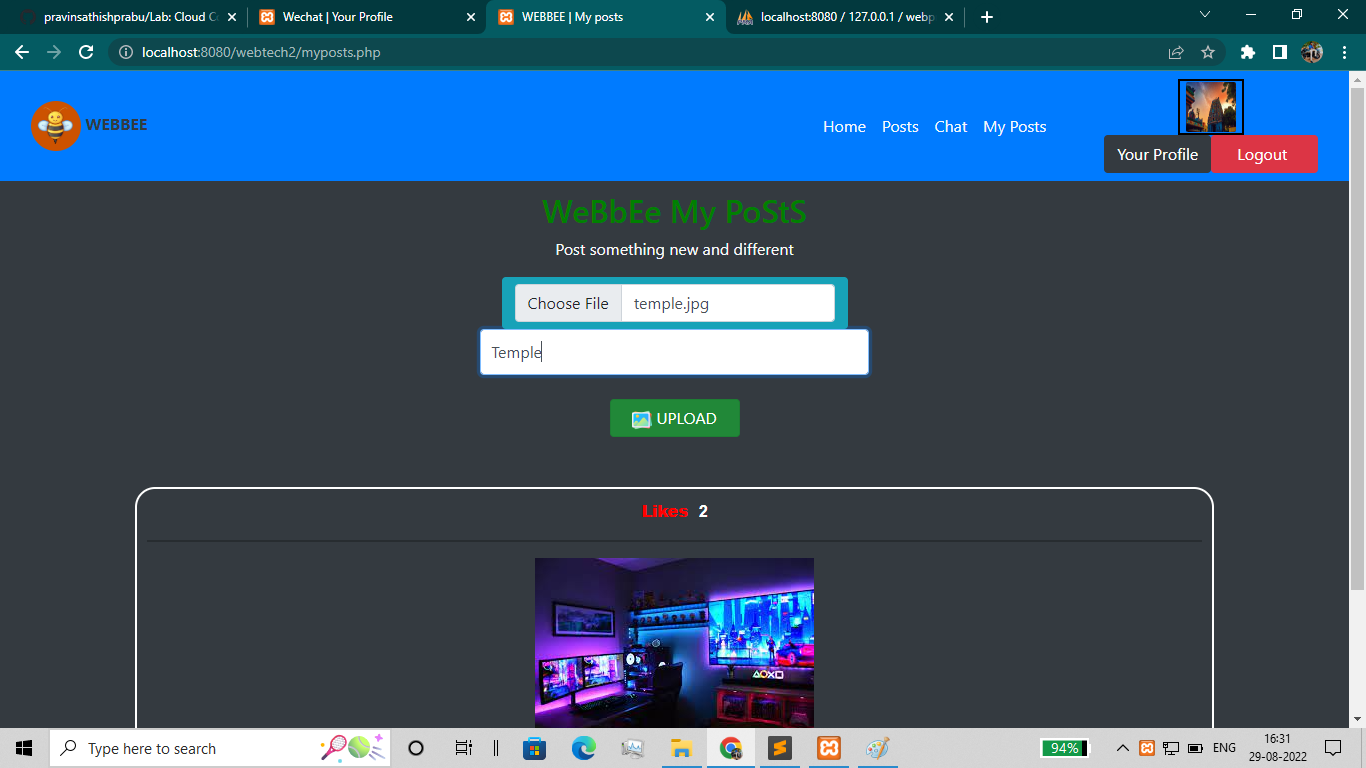 pravinsathishprabu/Lab: Cloud C
Wechat | Your Profile
WEBBEE | My posts
localhost:8080 / 127.0.0.1 / webp
localhost:8080/webtech2/myposts.php
WEBBEE
Home
Posts
Chat
My Posts
Your Profile
Logout
WeBbEe My PoStS
Post something new and different
Choose File
temple.jpg
Temple
UPLOAD
Likes 2
Type here to search
94%
ENG
16:31
29-08-2022